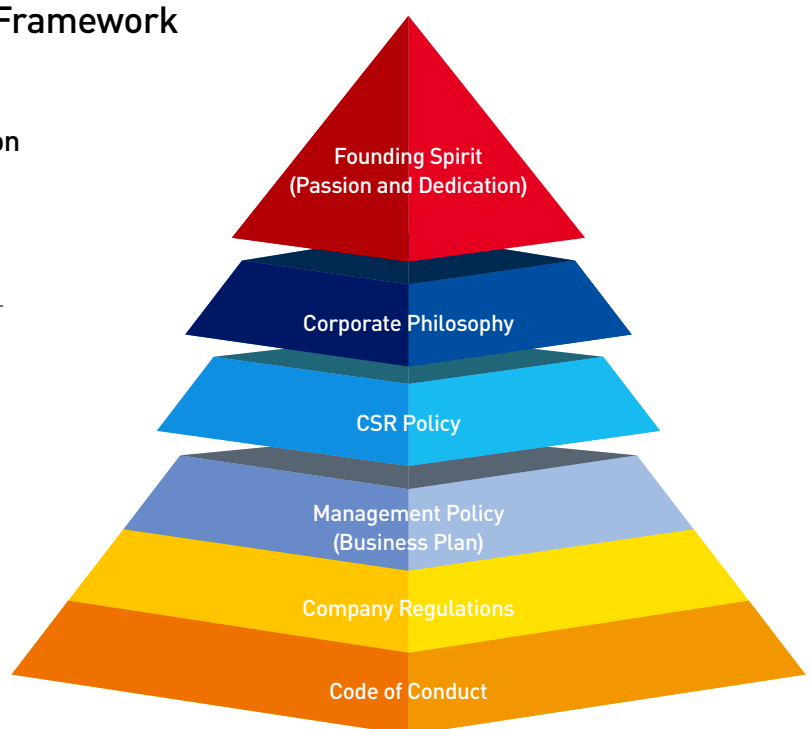 Framework
on
Founding Spirit
(Passion and Dedication)
Corporate Philosophy
CSR Policy
Management Policy
(Business Plan)
Company Regulations
Code of Conduct